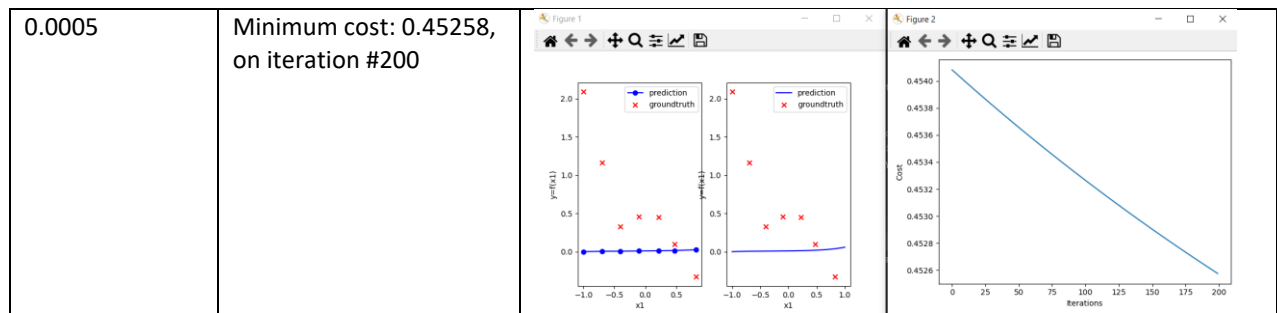 0.0005
Minimum cost: 0.45258,
on iteration #200
Figure 1
prediction
groundtruth
2.0
1.5
1.0
0.5
0.0
y=f(x1)
−1.0 −0.5 0.0 0.5
x1
prediction
groundtruth
2.0
1.5
1.0
0.5
0.0
y=f(x1)
−1.0 −0.5 0.0 0.5 1.0
x1
Figure 2
0.4540
0.4538
0.4536
0.4534
0.4532
0.4530
0.4528
0.4526
Cost
0 25 50 75 100 125 150 175 200
Iterations